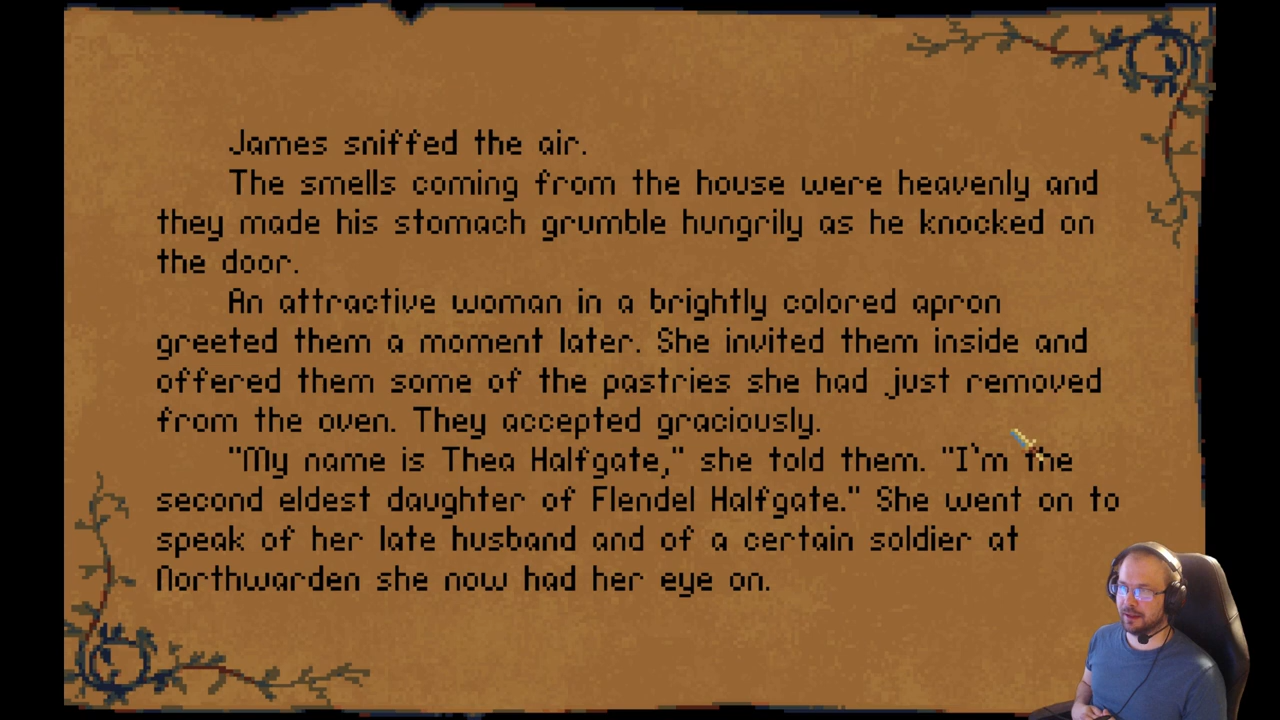 James sniffed the air.
The smells coming from the house were heavenly and
they made his stomach grumble hungrily as he knocked on
the door.
An attractive woman in a brightly colored apron
greeted them a moment later. She invited them inside and
offered them some of the pastries she had just removed
from the oven. They accepted graciously.
"My name is Thea Halfgate," she told them. "I'm the
second eldest daughter of Flendel Halfgate." She went on to
speak of her late husband and of a certain soldier at
Northwarden she now had her eye on.